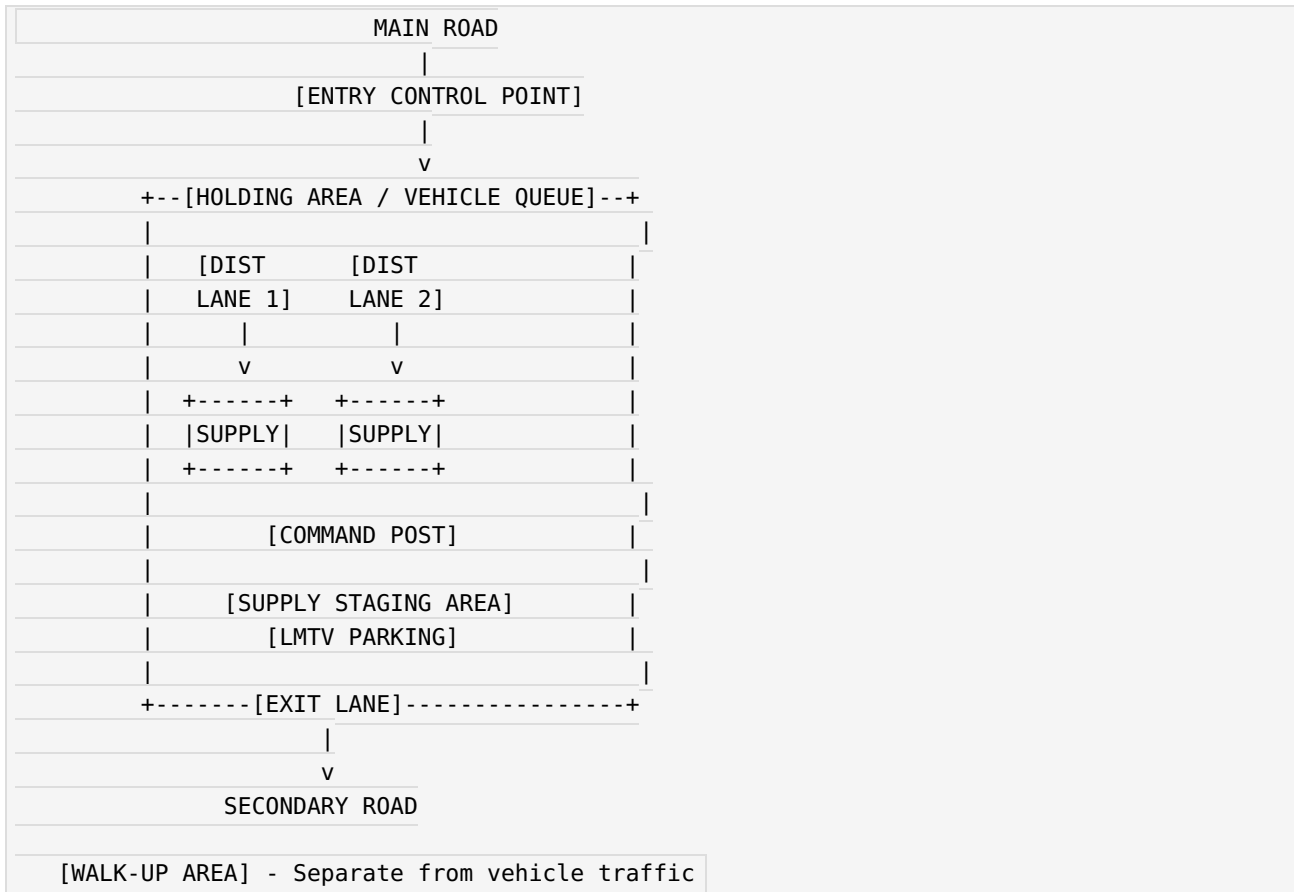 MAIN ROAD
|
[ENTRY CONTROL POINT]
|
v
+--[HOLDING AREA / VEHICLE QUEUE]--+
| |
| [DIST [DIST |
| LANE 1] LANE 2] |
| | | |
| v v |
| +------+ +------+ |
| |SUPPLY| |SUPPLY| |
| +------+ +------+ |
| |
| [COMMAND POST] |
| |
| [SUPPLY STAGING AREA] |
| [LMTV PARKING] |
| |
+-------[EXIT LANE]----------------+
|
v
SECONDARY ROAD
[WALK-UP AREA] - Separate from vehicle traffic